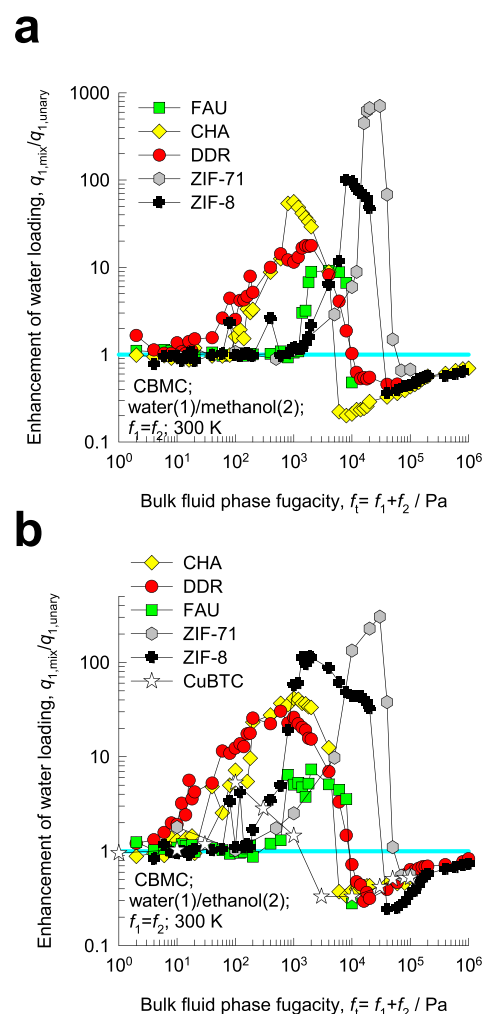 a
Enhancement of water loading, q1,mix/q1,unary
1000
100
10
1
0.1
FAU
CHA
DDR
ZIF-71
ZIF-8
CBMC;
water(1)/methanol(2);
f1=f2; 300 K
10^0 10^1 10^2 10^3 10^4 10^5 10^6
Bulk fluid phase fugacity, ft= f1+f2 / Pa
b
CHA
DDR
FAU
ZIF-71
ZIF-8
CuBTC
Enhancement of water loading, q1,mix/q1,unary
100
10
1
0.1
CBMC;
water(1)/ethanol(2);
f1=f2; 300 K
10^0 10^1 10^2 10^3 10^4 10^5 10^6
Bulk fluid phase fugacity, ft= f1+f2 / Pa